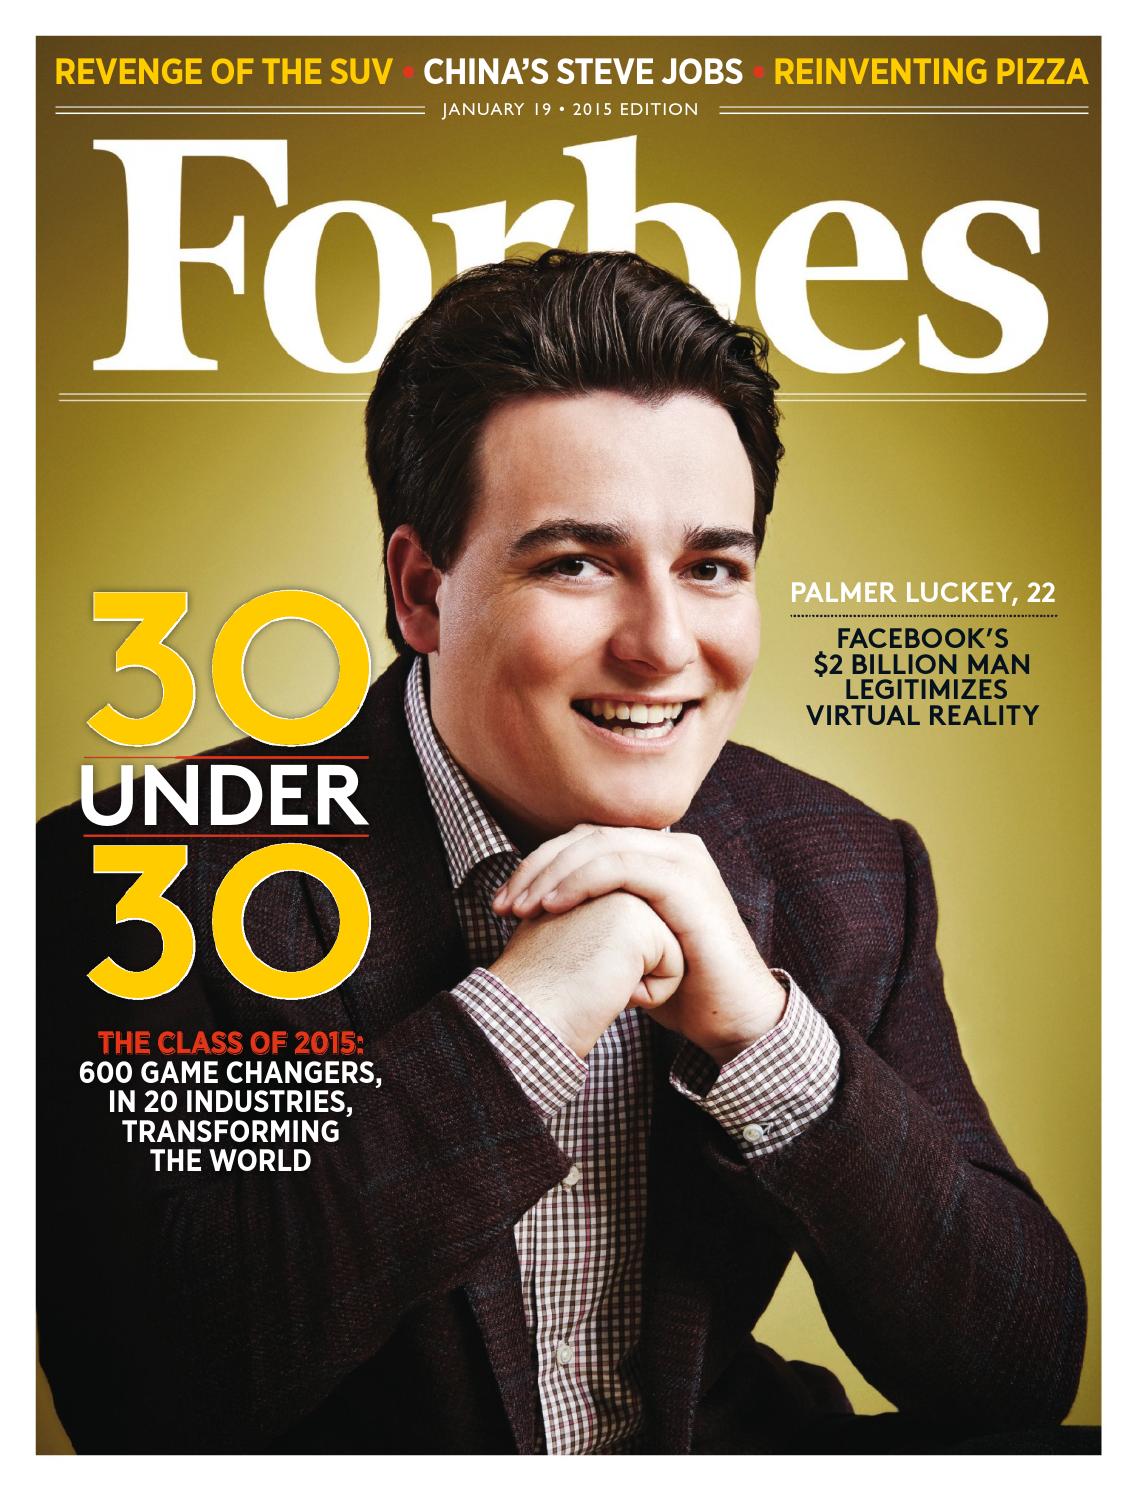 REVENGE OF THE SUV • CHINA'S STEVE JOBS • REINVENTING PIZZA
JANUARY 19 • 2015 EDITION
Forbes
30
UNDER
30
THE CLASS OF 2015:
600 GAME CHANGERS,
IN 20 INDUSTRIES,
TRANSFORMING
THE WORLD
PALMER LUCKEY, 22
FACEBOOK'S
$2 BILLION MAN
LEGITIMIZES
VIRTUAL REALITY